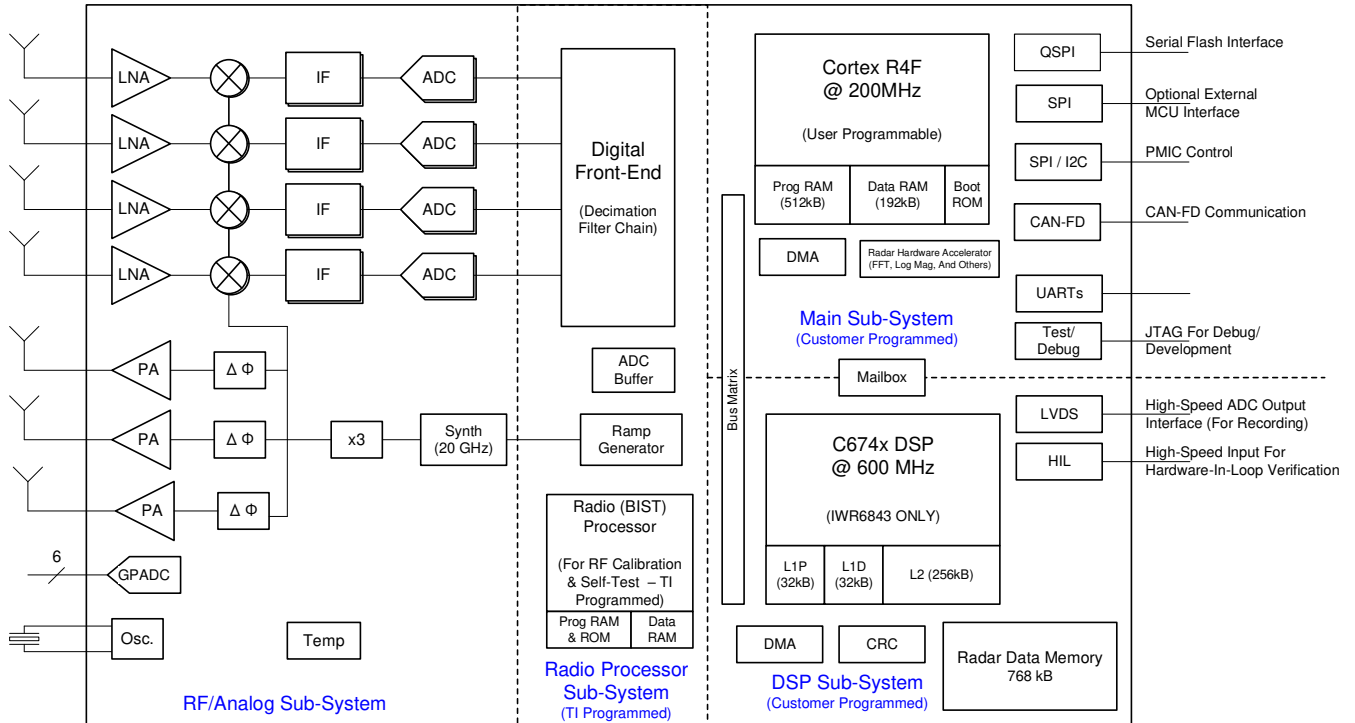 LNA
IF
ADC
LNA
IF
ADC
LNA
IF
ADC
LNA
IF
ADC
PA
Δ Φ
PA
Δ Φ
x3
Synth
(20 GHz)
PA
Δ Φ
6
GPADC
Osc.
Temp
RF/Analog Sub-System
Digital
Front-End
(Decimation
Filter Chain)
ADC
Buffer
Ramp
Generator
Radio (BIST)
Processor
(For RF Calibration
& Self-Test – TI
Programmed)
Prog RAM
& ROM
Data
RAM
Radio Processor
Sub-System
(TI Programmed)
Cortex R4F
@ 200MHz
(User Programmable)
Prog RAM
(512kB)
Data RAM
(192kB)
Boot
ROM
DMA
Radar Hardware Accelerator
(FFT, Log Mag, And Others)
Main Sub-System
(Customer Programmed)
Bus Matrix
Mailbox
C674x DSP
@ 600 MHz
(IWR6843 ONLY)
L1P
(32kB)
L1D
(32kB)
L2 (256kB)
DMA
CRC
DSP Sub-System
(Customer Programmed)
Radar Data Memory
768 kB
QSPI
Serial Flash Interface
SPI
Optional External
MCU Interface
SPI / I2C
PMIC Control
CAN-FD
CAN-FD Communication
UARTs
Test/
Debug
JTAG For Debug/
Development
LVDS
High-Speed ADC Output
Interface (For Recording)
HIL
High-Speed Input For
Hardware-In-Loop Verification